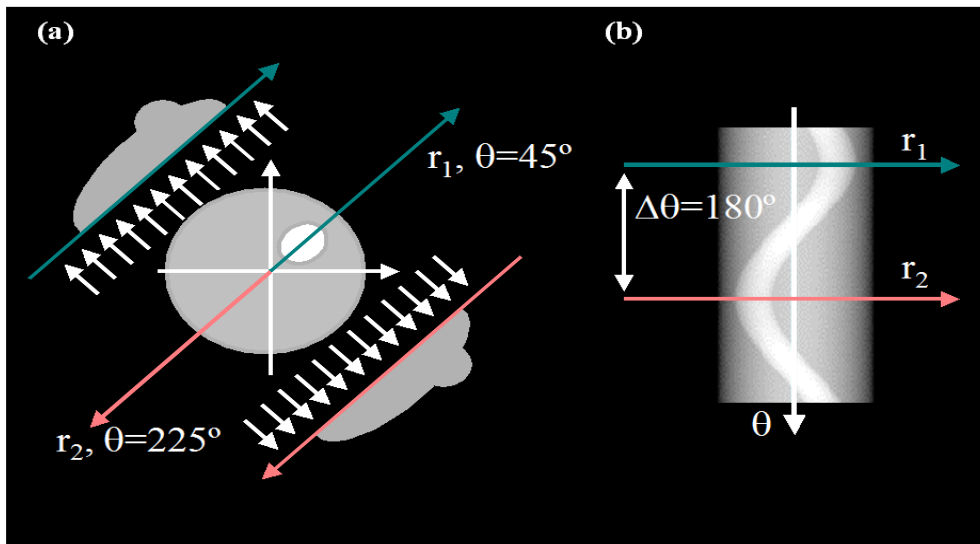 (a)
r₁, θ=45º
r₂, θ=225º
(b)
r₁
Δθ=180º
r₂
θ